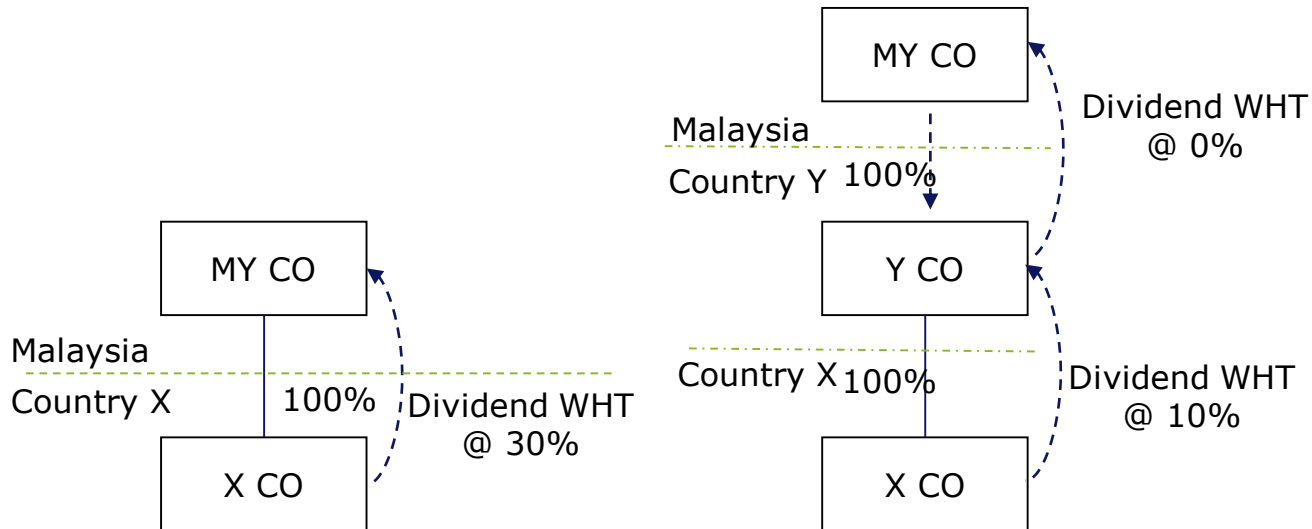 MY CO
Malaysia
Country X
100%
Dividend WHT
@ 30%
X CO
MY CO
Malaysia
Country Y
100%
Dividend WHT
@ 0%
Y CO
Country X
100%
Dividend WHT
@ 10%
X CO